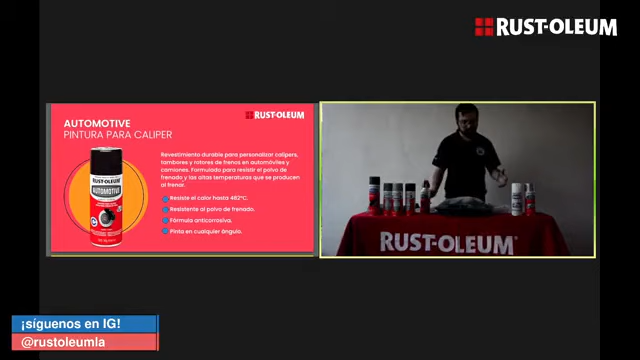 RUST-OLEUM
RUST-OLEUM
AUTOMOTIVE
PINTURA PARA CALIPER
Revestimiento durable para personalizar calipers,
tambores y rotores de frenos en automóviles y
camiones. Formulado para resistir el polvo de
frenado y las altas temperaturas que se producen
al frenar.
Resiste el calor hasta 482°C.
Resistente al polvo de frenado.
Fórmula anticorrosiva.
Pinta en cualquier ángulo.
RUST-OLEUM
AUTOMOTIVE
RUST-OLEUM
¡síguenos en IG!
@rustoleumla